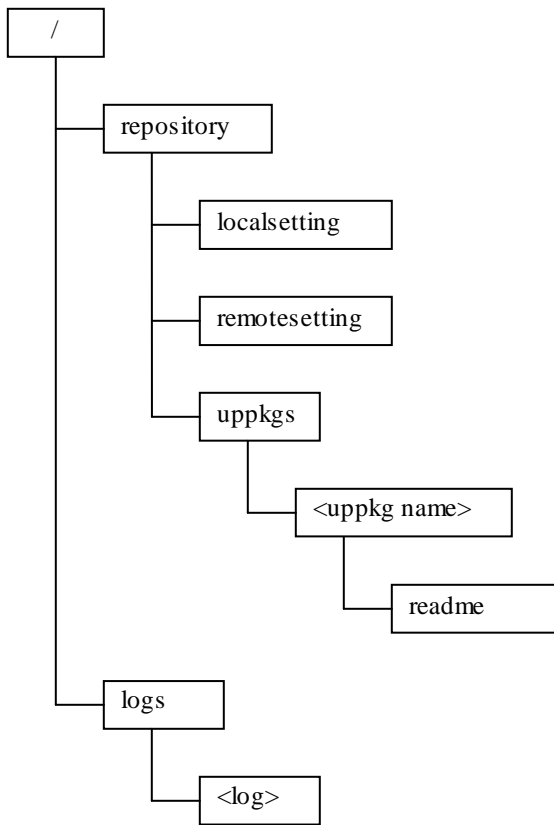 /
repository
localsetting
remotesetting
uppkgs
<uppkg name>
readme
logs
<log>